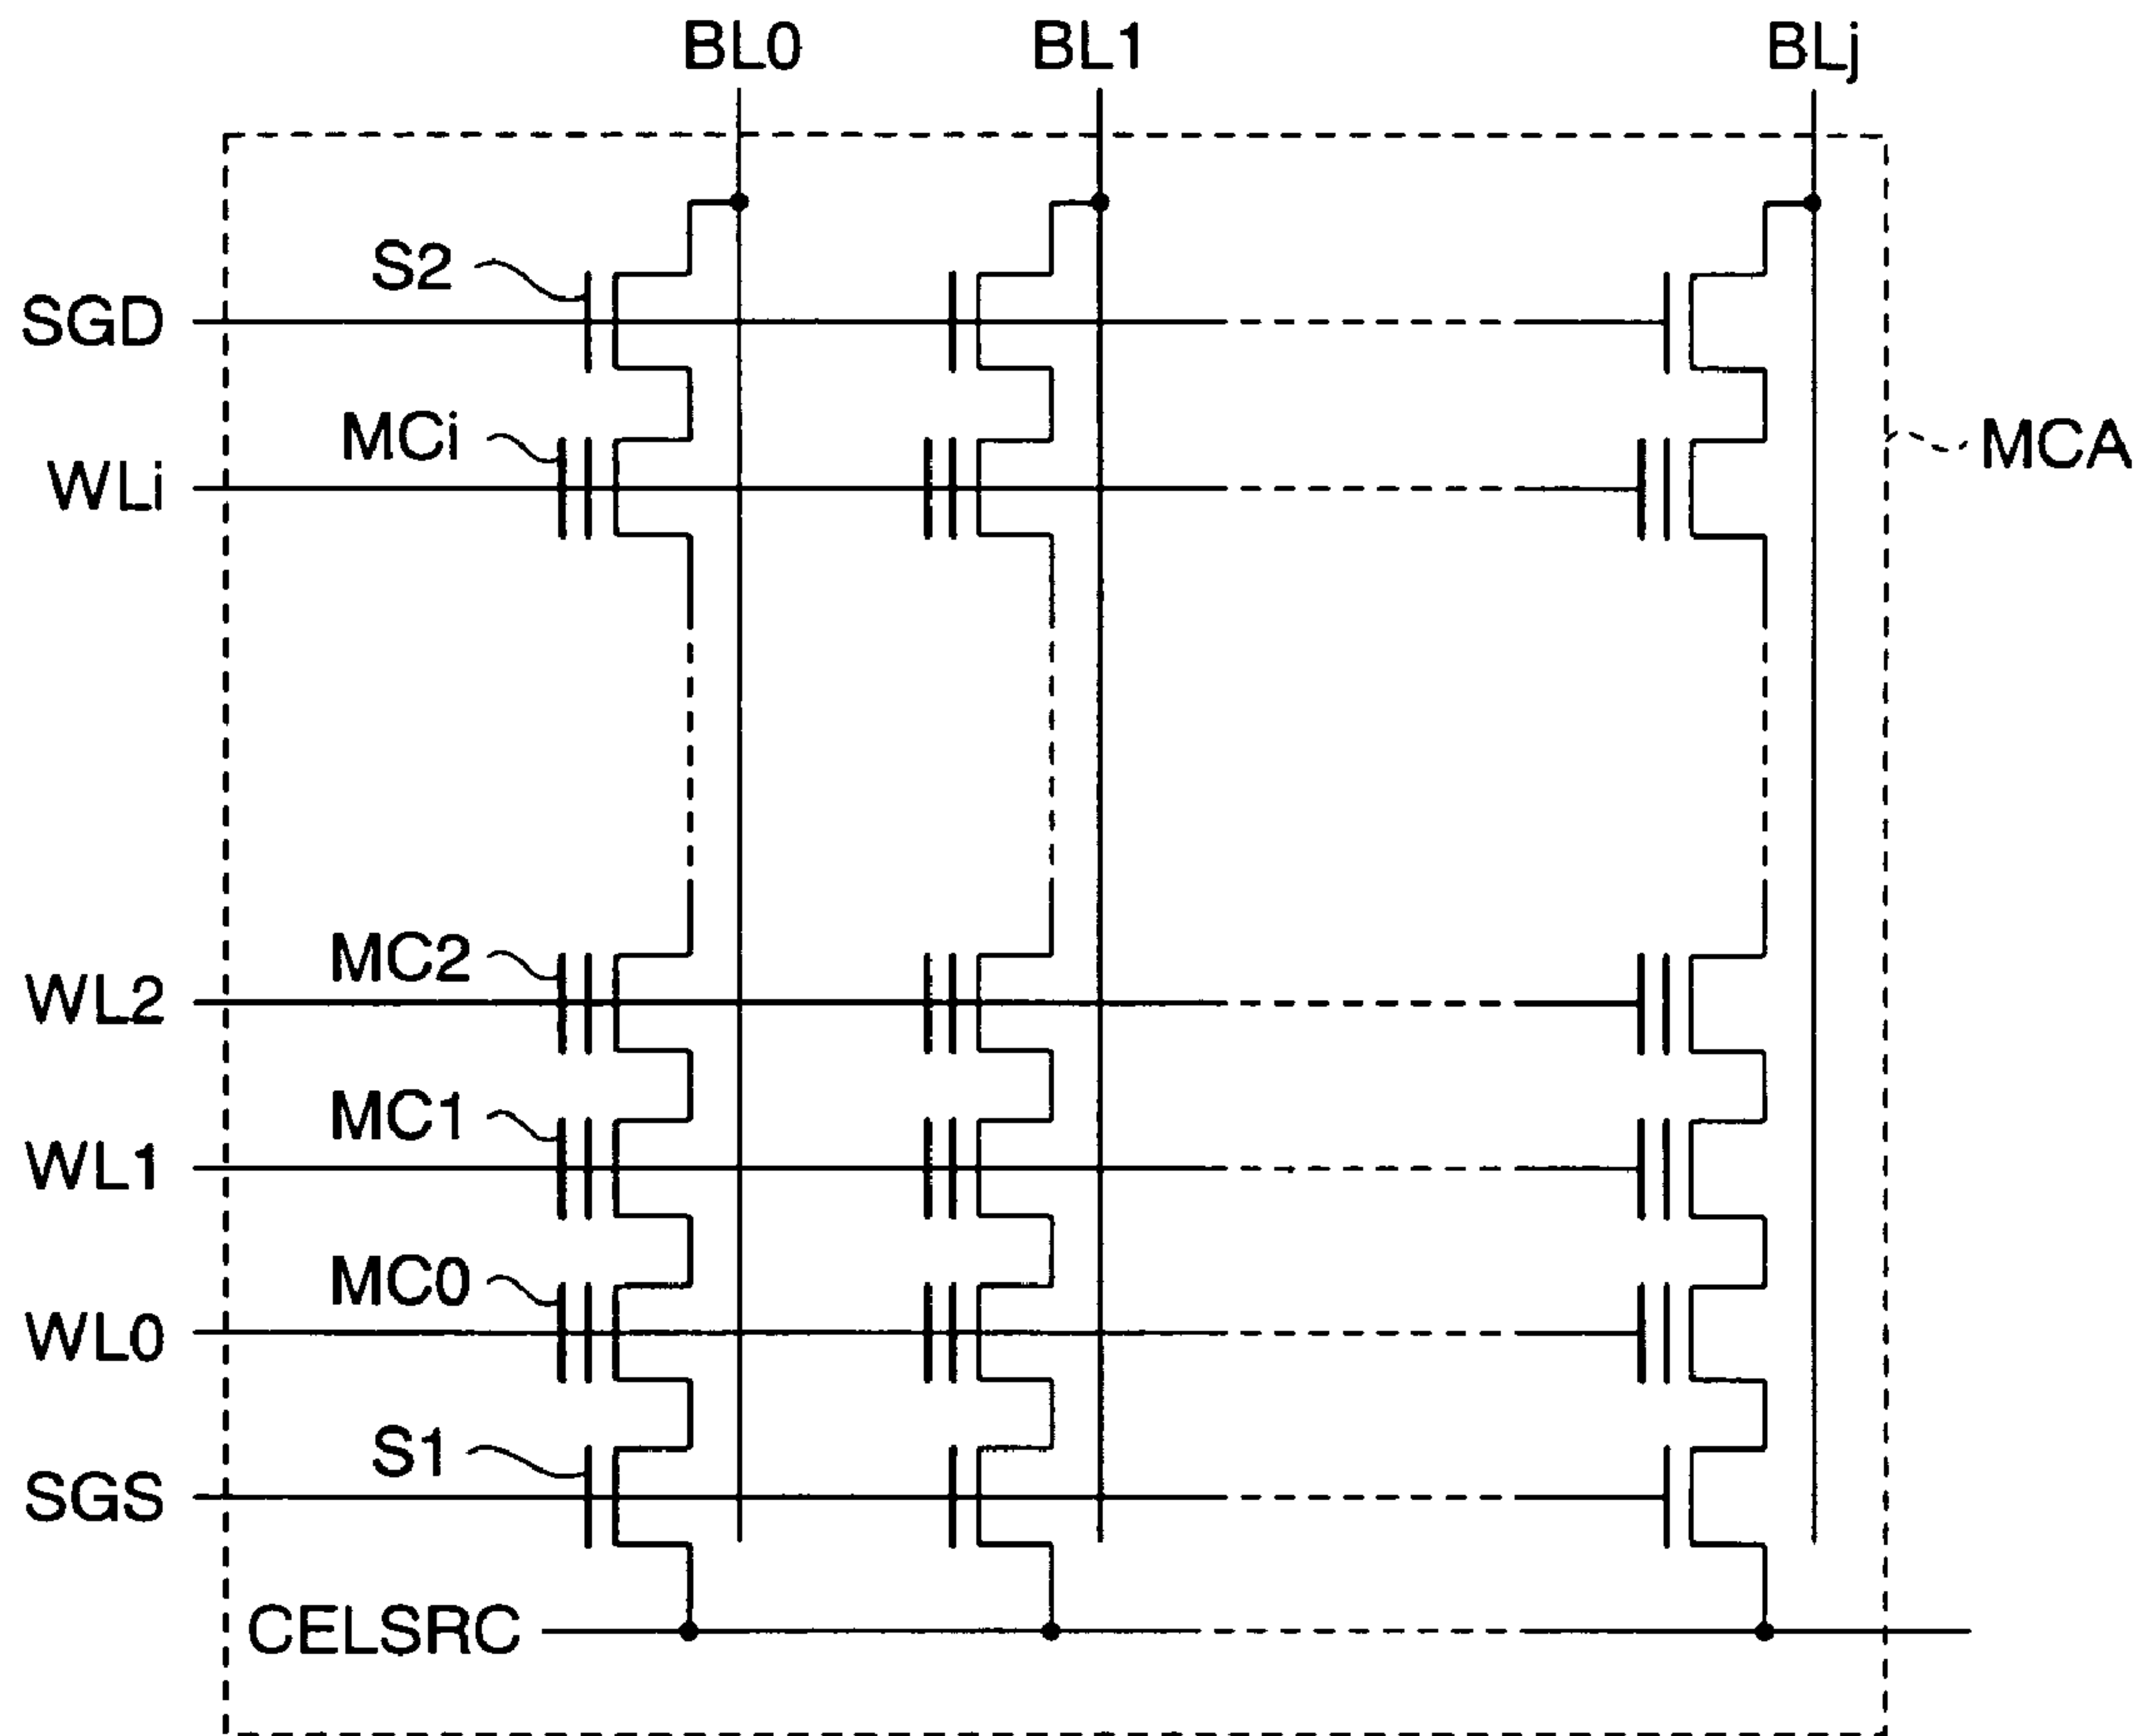 BL0 BL1 BLj
S2
SGD
MCi
WLi
MCA
MC2
WL2
MC1
WL1
MC0
WL0
S1
SGS
CELSRC